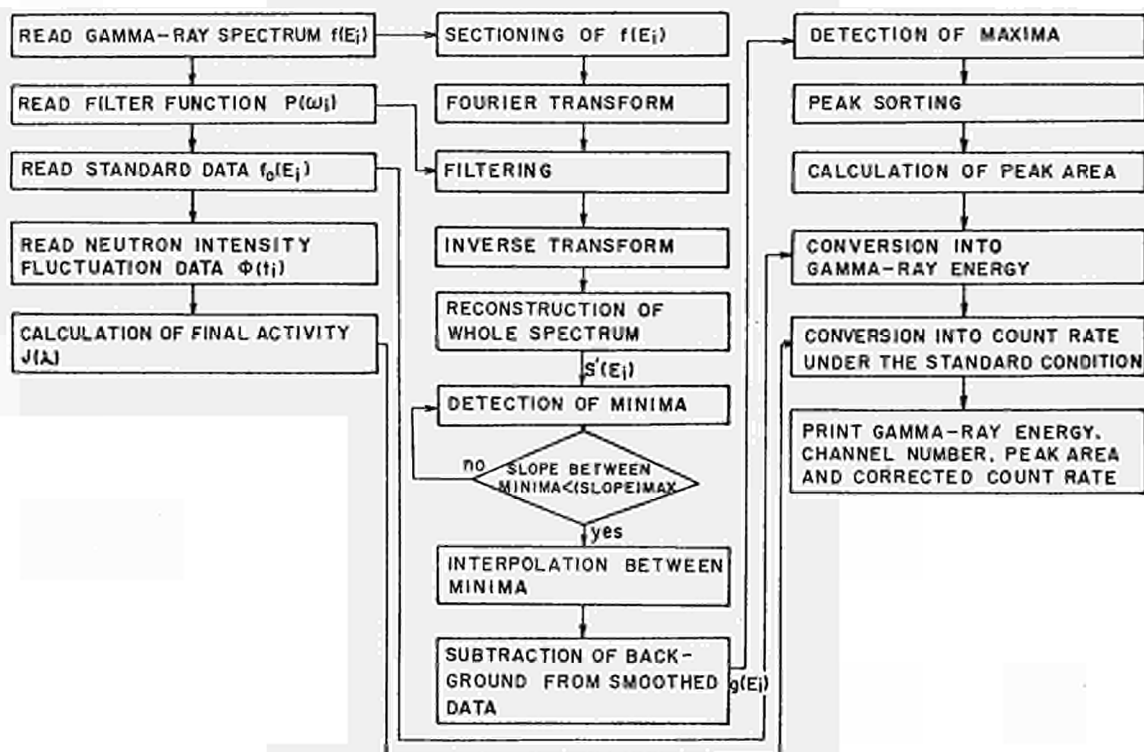 READ GAMMA-RAY SPECTRUM f(Ei)
READ FILTER FUNCTION P(ωi)
READ STANDARD DATA fo(Ei)
READ NEUTRON INTENSITY
FLUCTUATION DATA Φ(ti)
CALCULATION OF FINAL ACTIVITY
J(λ)
SECTIONING OF f(Ei)
FOURIER TRANSFORM
FILTERING
INVERSE TRANSFORM
RECONSTRUCTION OF
WHOLE SPECTRUM
S'(Ei)
DETECTION OF MINIMA
no
SLOPE BETWEEN
MINIMA<(SLOPE)MAX
yes
INTERPOLATION BETWEEN
MINIMA
SUBTRACTION OF BACK-
GROUND FROM SMOOTHED
DATA
g(Ei)
DETECTION OF MAXIMA
PEAK SORTING
CALCULATION OF PEAK AREA
CONVERSION INTO
GAMMA-RAY ENERGY
CONVERSION INTO COUNT RATE
UNDER THE STANDARD CONDITION
PRINT GAMMA-RAY ENERGY,
CHANNEL NUMBER, PEAK AREA
AND CORRECTED COUNT RATE